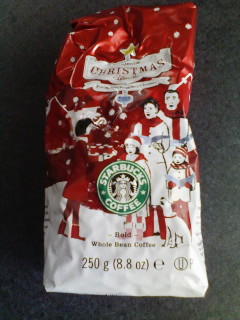 CHRISTMAS
STARBUCKS
COFFEE
- Bold -
Whole Bean Coffee
250 g (8.8 oz) e U P